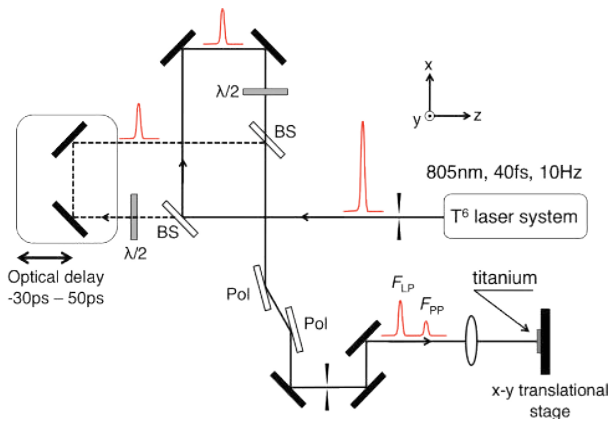 x
λ/2
y
z
BS
805nm, 40fs, 10Hz
T⁶ laser system
BS
λ/2
Optical delay
-30ps – 50ps
Pol
Pol
F_LP
F_PP
titanium
x-y translational
stage